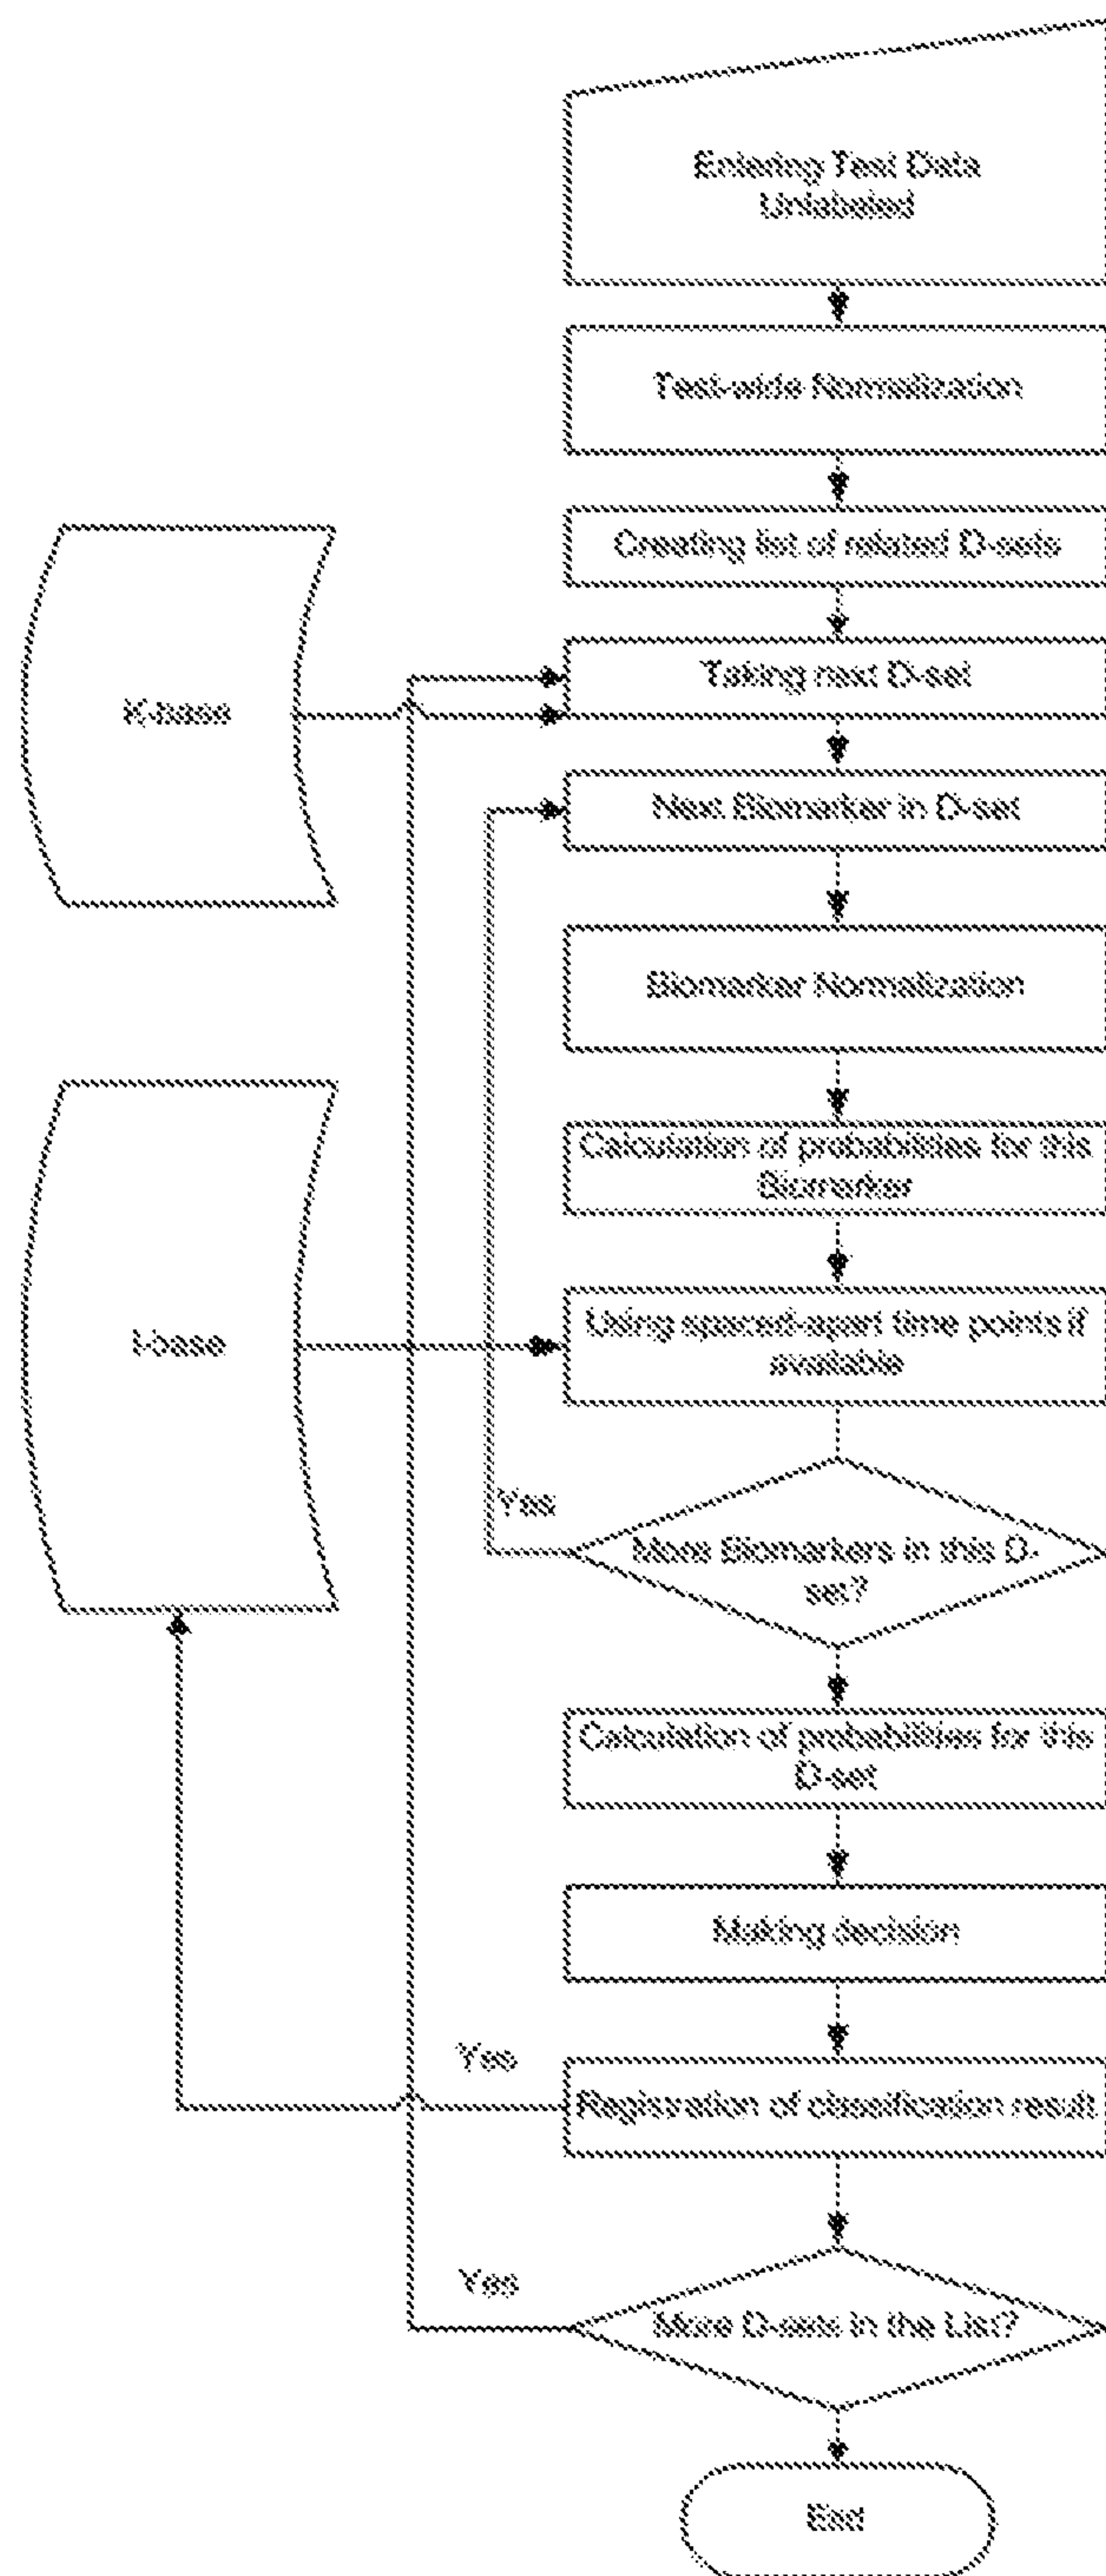 Entering Test Data
Unlabeled
Test-wide Normalization
Creating list of related D-sets
Taking next D-set
K-base
Next Biomarker in D-set
Biomarker Normalization
Calculation of probabilities for this
Biomarker
Using spaced-apart time points if
available
I-base
Yes
More Biomarkers in this D-
set?
Calculation of probabilities for this
D-set
Making decision
Yes
Registration of classification result
Yes
More D-sets in the List?
End